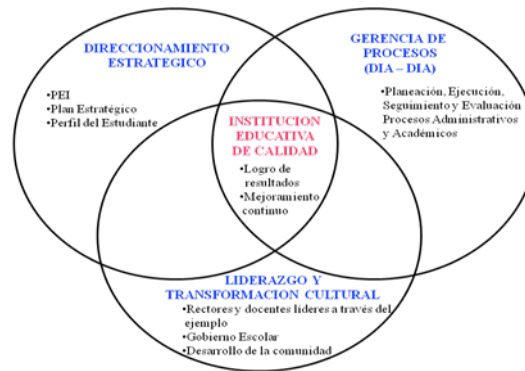 DIRECCIONAMIENTO
ESTRATEGICO
•PEI
•Plan Estratégico
•Perfil del Estudiante
GERENCIA DE
PROCESOS
(DIA – DIA)
•Planeación, Ejecución,
Seguimiento y Evaluación
Procesos Administrativos
y Académicos
INSTITUCION
EDUCATIVA
DE CALIDAD
•Logro de
resultados
•Mejoramiento
continuo
LIDERAZGO Y
TRANSFORMACION CULTURAL
•Rectores y docentes líderes a través del
ejemplo
•Gobierno Escolar
•Desarrollo de la comunidad